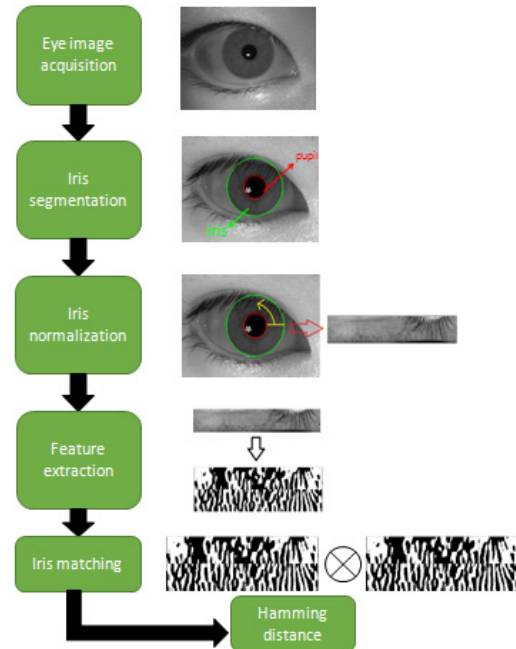 Eye image
acquisition
Iris
segmentation
pupil
iris
Iris
normalization
Feature
extraction
Iris matching
Hamming
distance